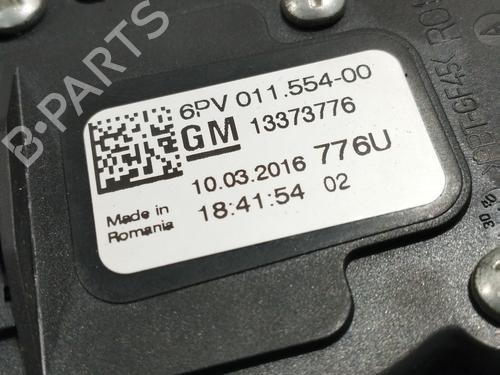 6PV 011.554-00
GM 13373776
10.03.2016 776U
Made in
Romania
18:41:54 02
B-PARTS